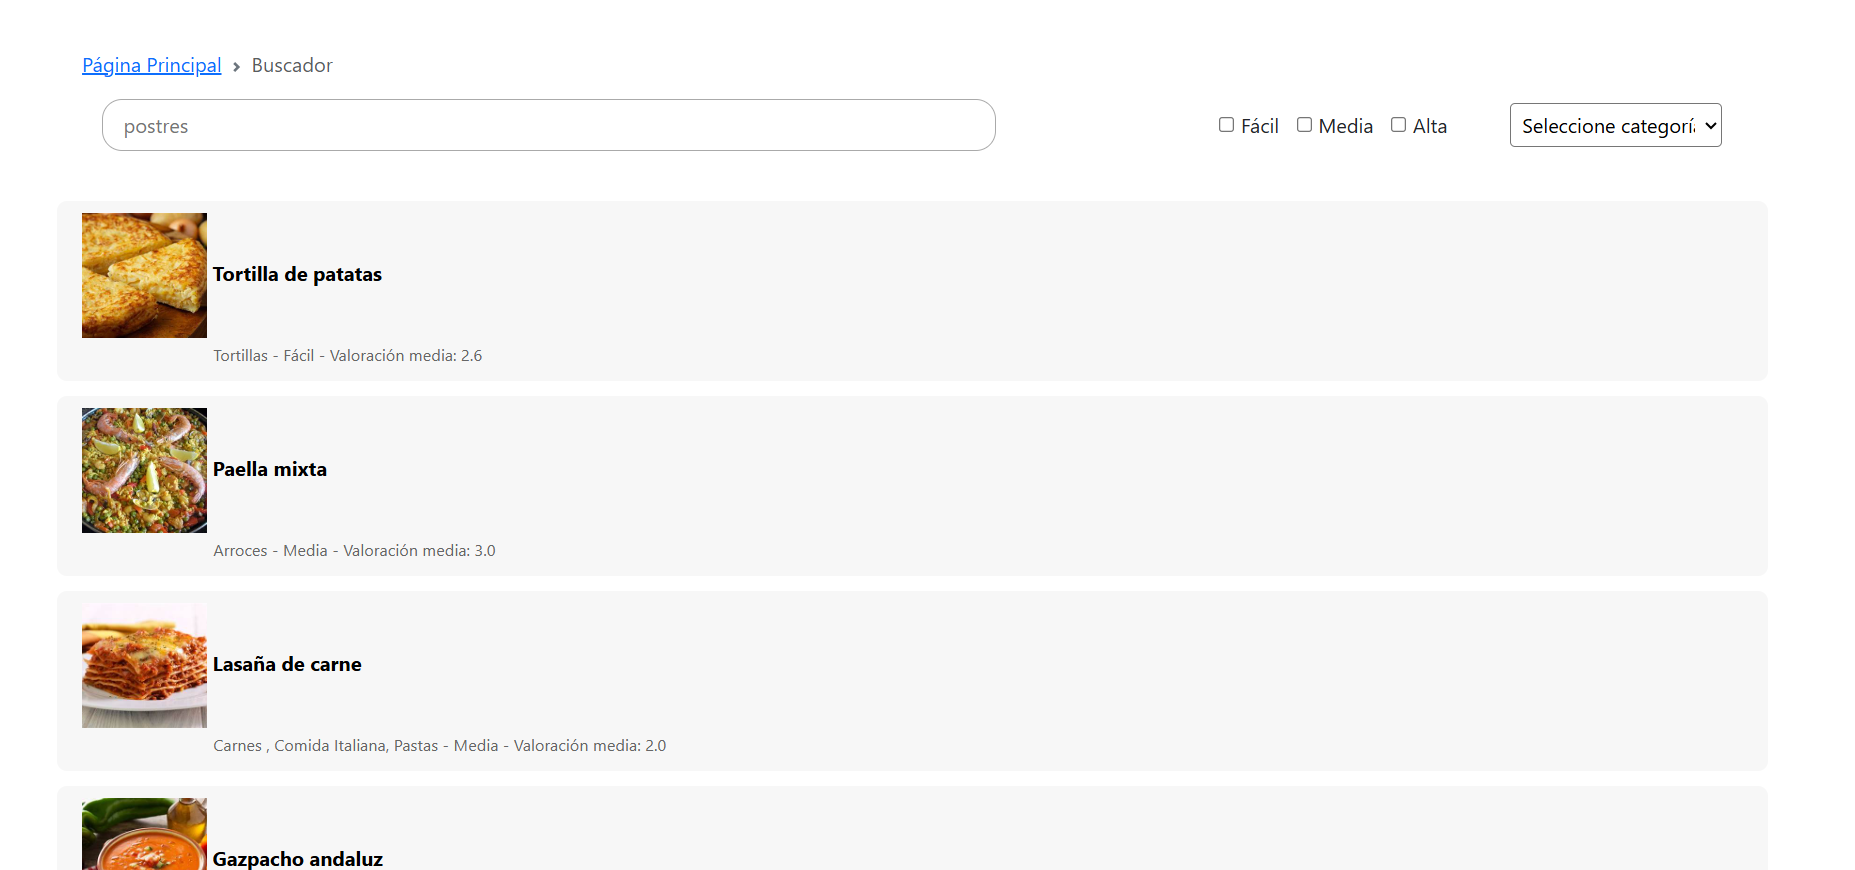 Página Principal › Buscador
postres
Fácil Media Alta
Seleccione categorí
Tortilla de patatas
Tortillas - Fácil - Valoración media: 2.6
Paella mixta
Arroces - Media - Valoración media: 3.0
Lasaña de carne
Carnes , Comida Italiana, Pastas - Media - Valoración media: 2.0
Gazpacho andaluz